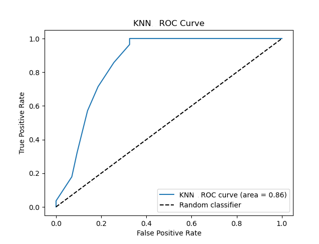 KNN   ROC Curve
1.0
0.8
0.6
0.4
0.2
0.0
True Positive Rate
KNN   ROC curve (area = 0.86)
Random classifier
0.0 0.2 0.4 0.6 0.8 1.0
False Positive Rate